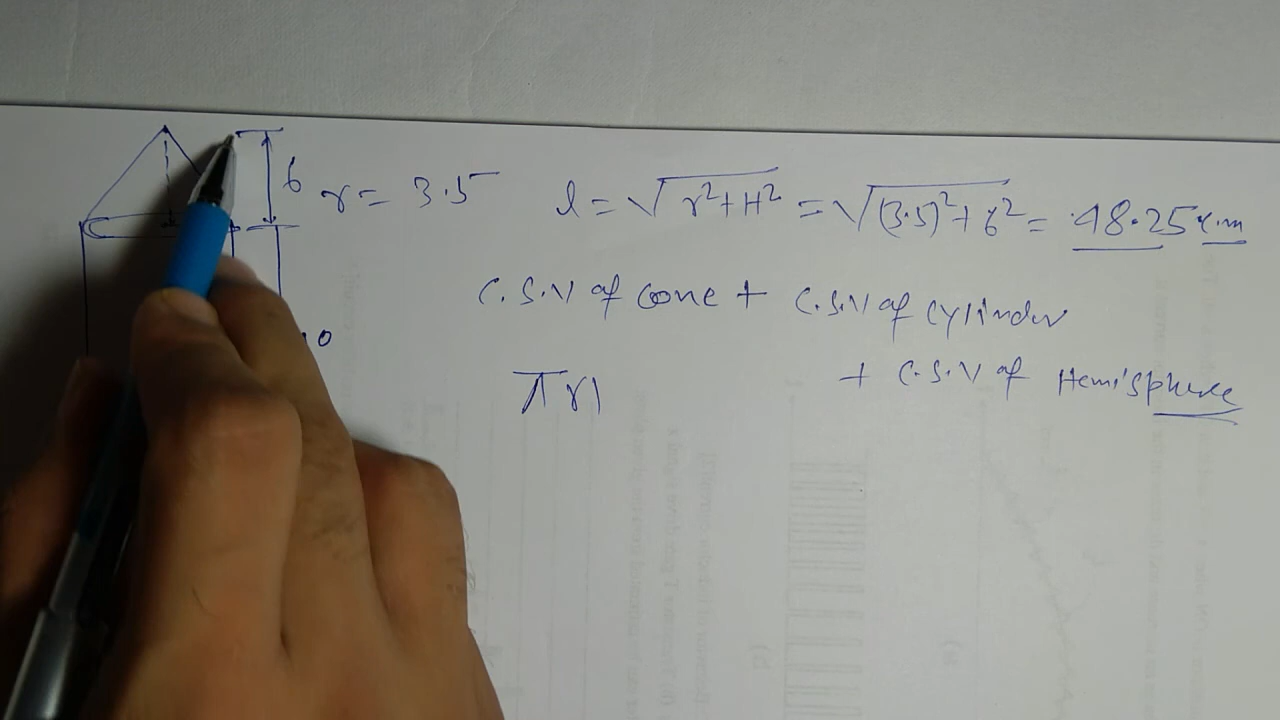 6 r = 3.5 l = √r²+H² = √(3.5)²+6² = 48.25 cm
C.S.V of cone + C.S.V of cylinder
+ C.S.V of Hemisphere
πrl